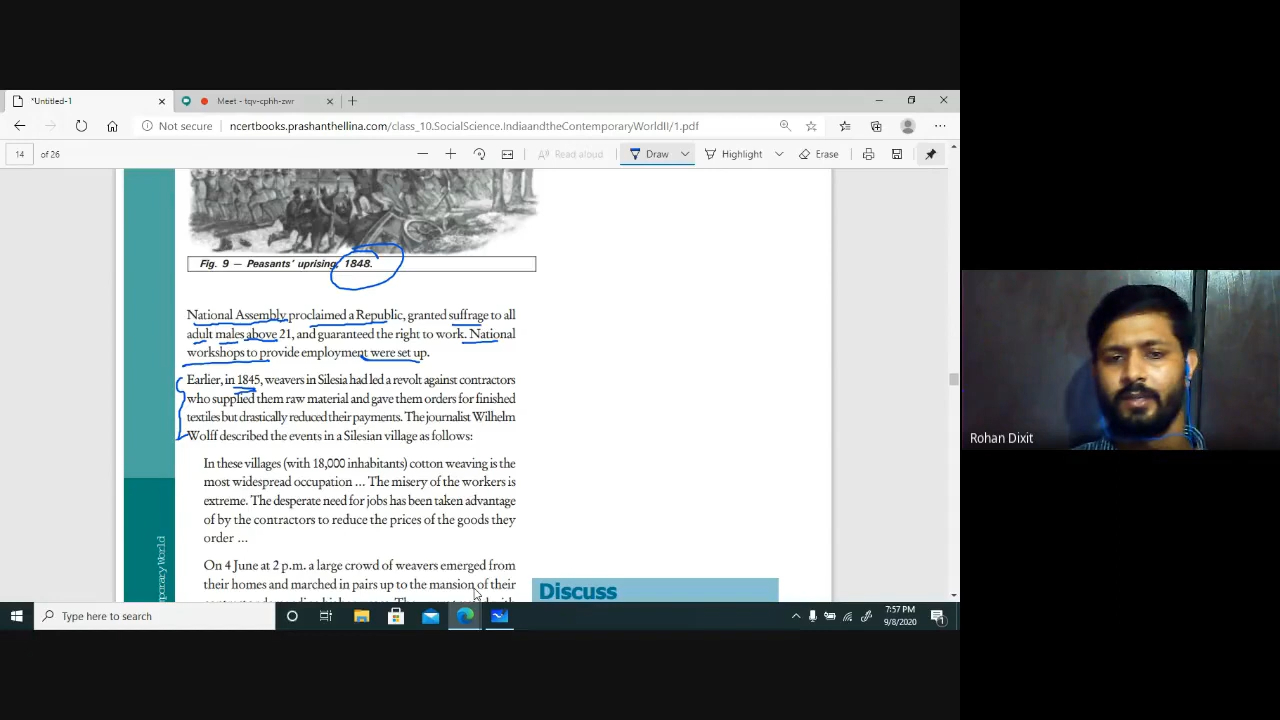 *Untitled-1
Meet - tqv-cphh-zwr
Not secure
ncertbooks.prashanthellina.com/class_10.SocialScience.IndiaandtheContemporaryWorldII/1.pdf
14 of 26
Read aloud
Draw
Highlight
Erase
Fig. 9 — Peasants' uprising, 1848.
National Assembly proclaimed a Republic, granted suffrage to all
adult males above 21, and guaranteed the right to work. National
workshops to provide employment were set up.
Earlier, in 1845, weavers in Silesia had led a revolt against contractors
who supplied them raw material and gave them orders for finished
textiles but drastically reduced their payments. The journalist Wilhelm
Wolff described the events in a Silesian village as follows:
In these villages (with 18,000 inhabitants) cotton weaving is the
most widespread occupation … The misery of the workers is
extreme. The desperate need for jobs has been taken advantage
of by the contractors to reduce the prices of the goods they
order …
On 4 June at 2 p.m. a large crowd of weavers emerged from
their homes and marched in pairs up to the mansion of their
Discuss
porary World
Rohan Dixit
Type here to search
7:57 PM
9/8/2020
1